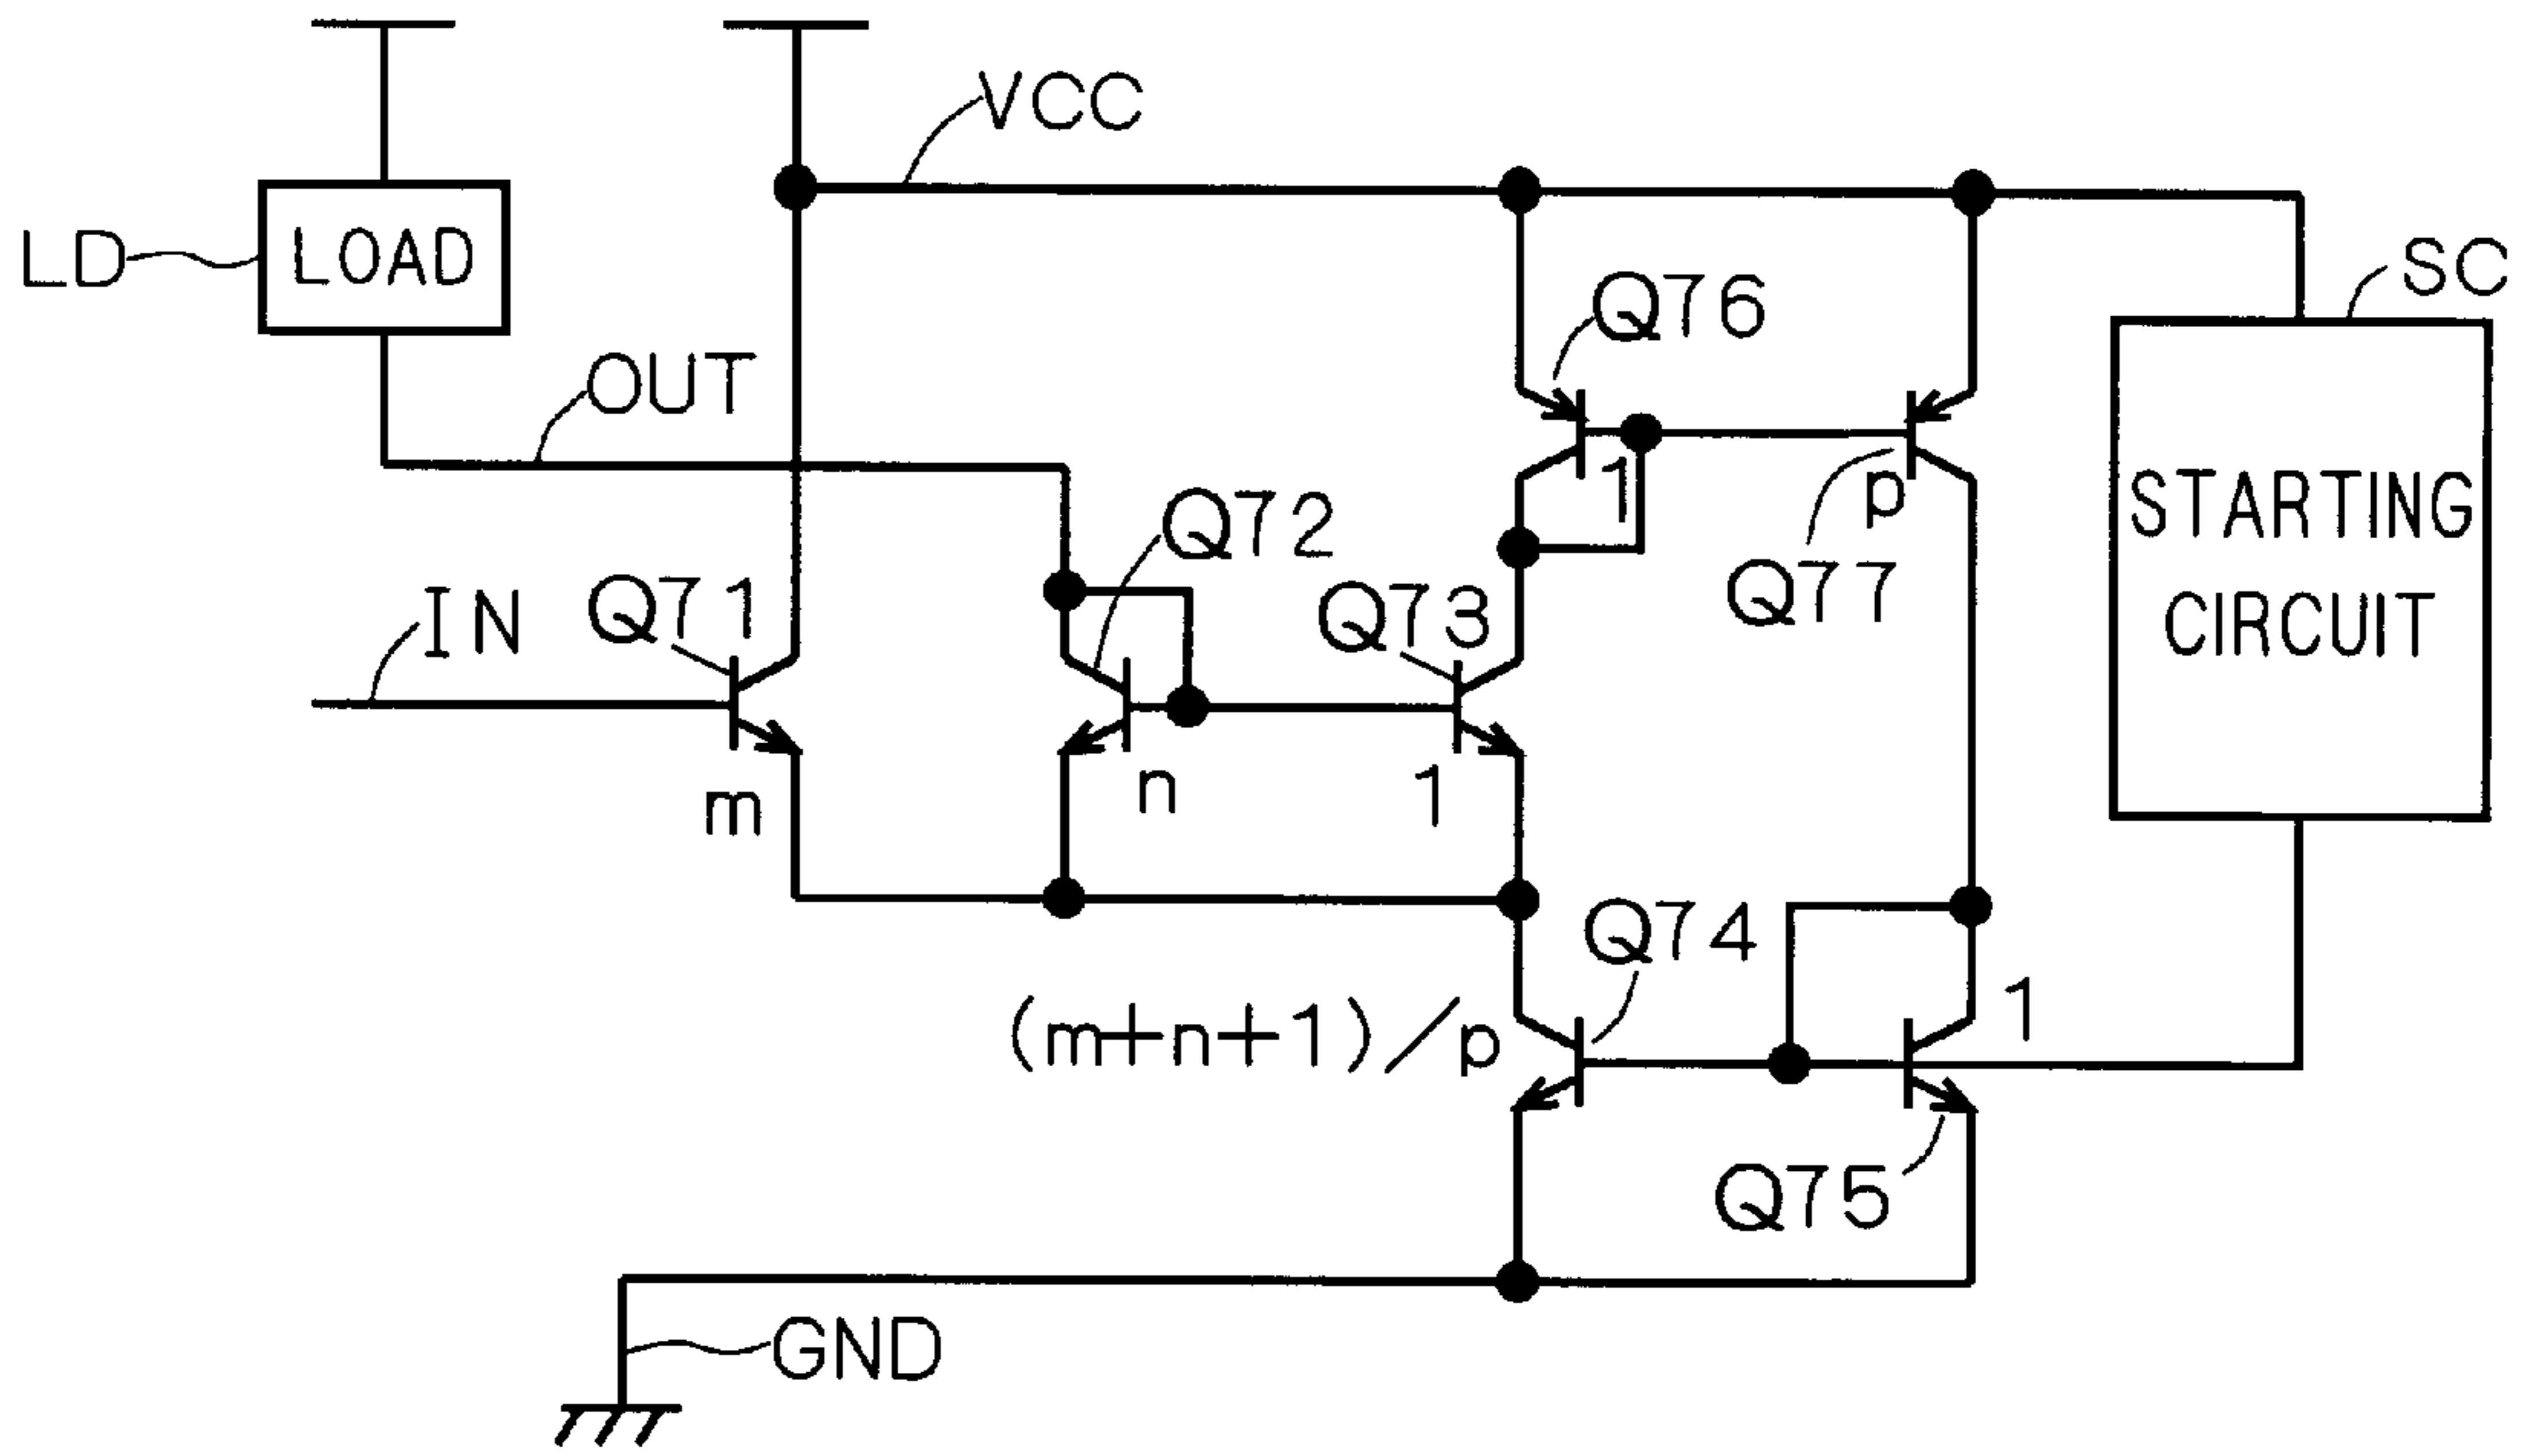 VCC
LD
LOAD
SC
Q76
OUT
1
p
STARTING
CIRCUIT
Q72
Q77
IN
Q71
Q73
m
n
1
Q74
(m+n+1)/p
1
Q75
GND